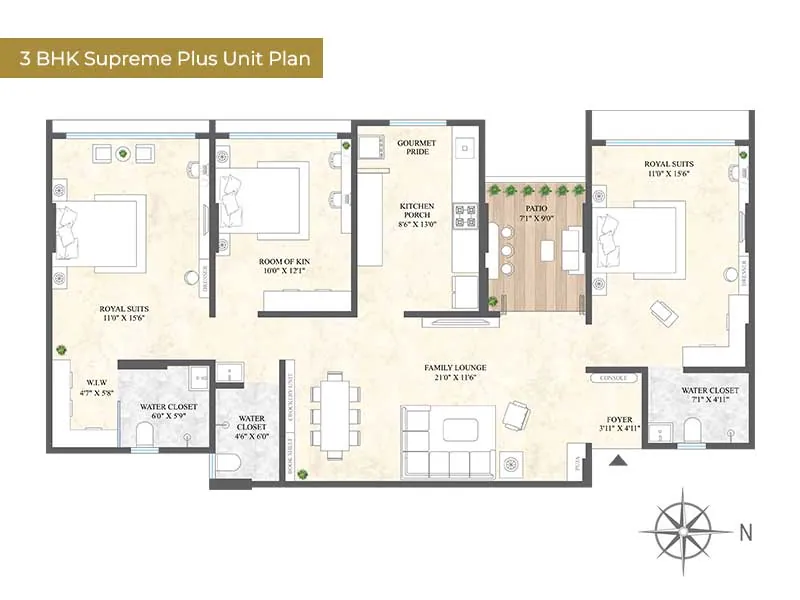 3 BHK Supreme Plus Unit Plan
GOURMET
PRIDE
KITCHEN
PORCH
8'6" X 13'0"
ROOM OF KIN
10'0" X 12'1"
ROYAL SUITS
11'0" X 15'6"
DRESSER
PATIO
7'1" X 9'0"
ROYAL SUITS
11'0" X 15'6"
DRESSER
W.I.W
4'7" X 5'8"
WATER CLOSET
6'0" X 5'9"
WATER
CLOSET
4'6" X 6'0"
CROCKERY UNIT
BOOK SHELF
FAMILY LOUNGE
21'0" X 11'6"
CONSOLE
FOYER
3'11" X 4'11"
PUJA
WATER CLOSET
7'1" X 4'11"
N